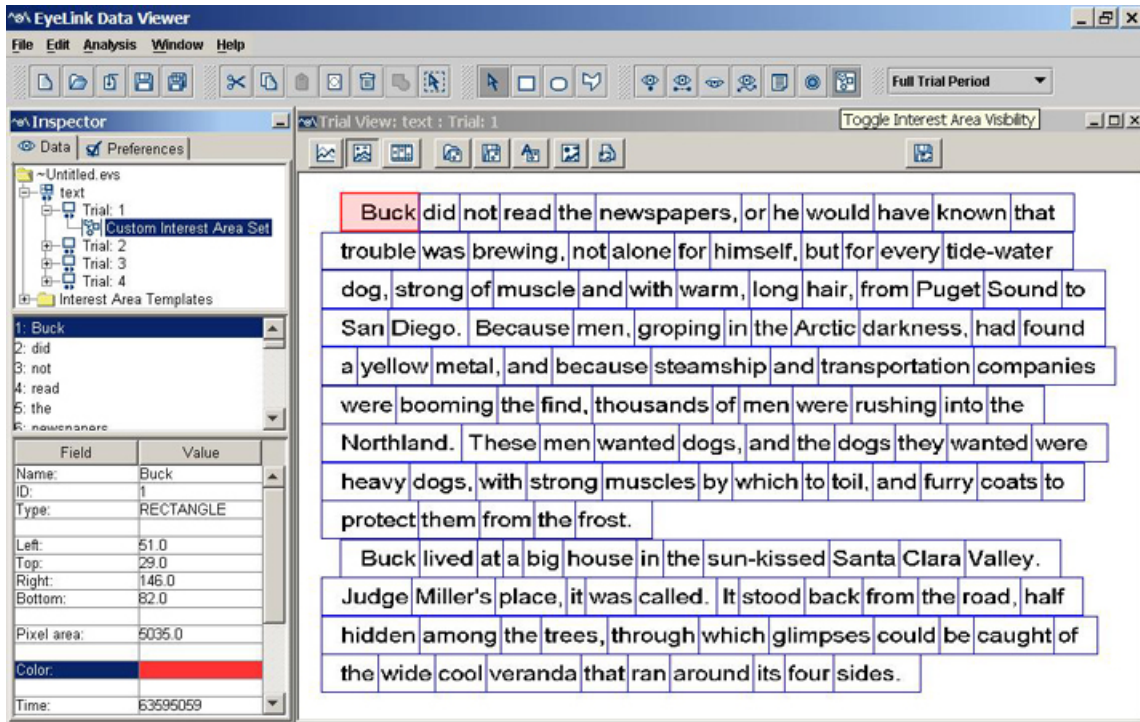 EyeLink Data Viewer
File Edit Analysis Window Help
Full Trial Period
Inspector
Trial View: text : Trial: 1
Toggle Interest Area Visibility
Data Preferences
~Untitled.evs
text
Trial: 1
Custom Interest Area Set
Trial: 2
Trial: 3
Trial: 4
Interest Area Templates
1: Buck
2: did
3: not
4: read
5: the
6: newspapers
Field Value
Name: Buck
ID: 1
Type: RECTANGLE
Left: 51.0
Top: 29.0
Right: 146.0
Bottom: 82.0
Pixel area: 5035.0
Color:
Time: 63595059
Buck did not read the newspapers, or he would have known that
trouble was brewing, not alone for himself, but for every tide-water
dog, strong of muscle and with warm, long hair, from Puget Sound to
San Diego. Because men, groping in the Arctic darkness, had found
a yellow metal, and because steamship and transportation companies
were booming the find, thousands of men were rushing into the
Northland. These men wanted dogs, and the dogs they wanted were
heavy dogs, with strong muscles by which to toil, and furry coats to
protect them from the frost.
Buck lived at a big house in the sun-kissed Santa Clara Valley.
Judge Miller's place, it was called. It stood back from the road, half
hidden among the trees, through which glimpses could be caught of
the wide cool veranda that ran around its four sides.